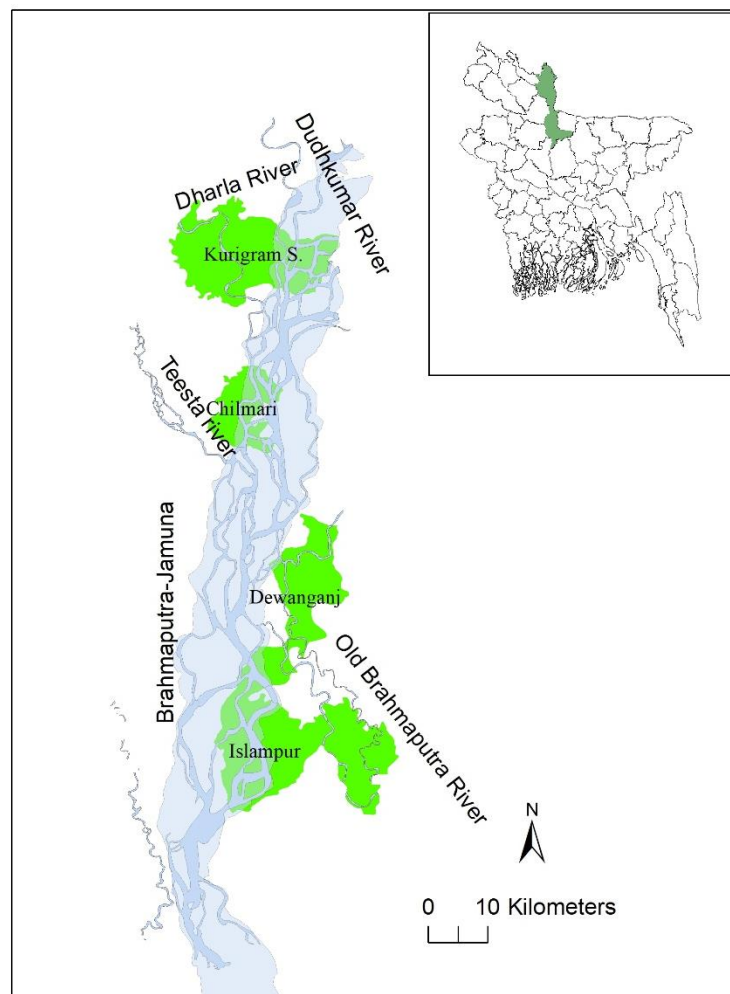 Dudhkumar River
Dharla River
Kurigram S.
Teesta river
Chilmari
Brahmaputra-Jamuna
Dewanganj
Old Brahmaputra River
Islampur
N
0 10 Kilometers